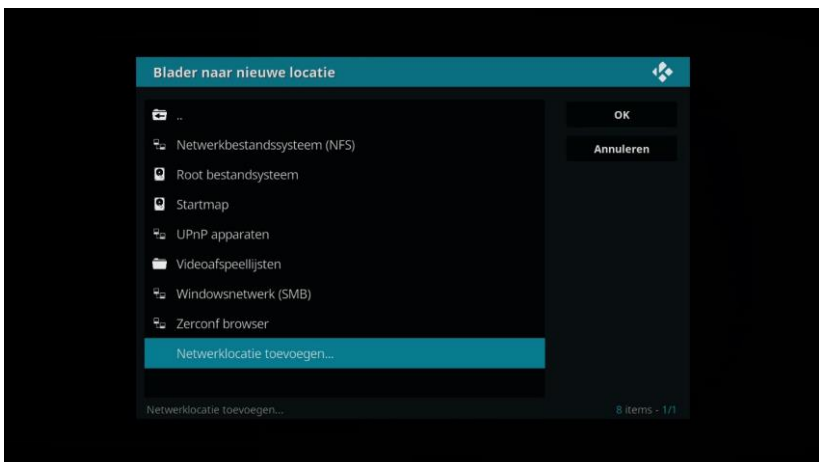 Blader naar nieuwe locatie
..
OK
Netwerkbestandssysteem (NFS)
Annuleren
Root bestandsysteem
Startmap
UPnP apparaten
Videoafspeellijsten
Windowsnetwerk (SMB)
Zerconf browser
Netwerklocatie toevoegen...
Netwerklocatie toevoegen...
8 items - 1/1